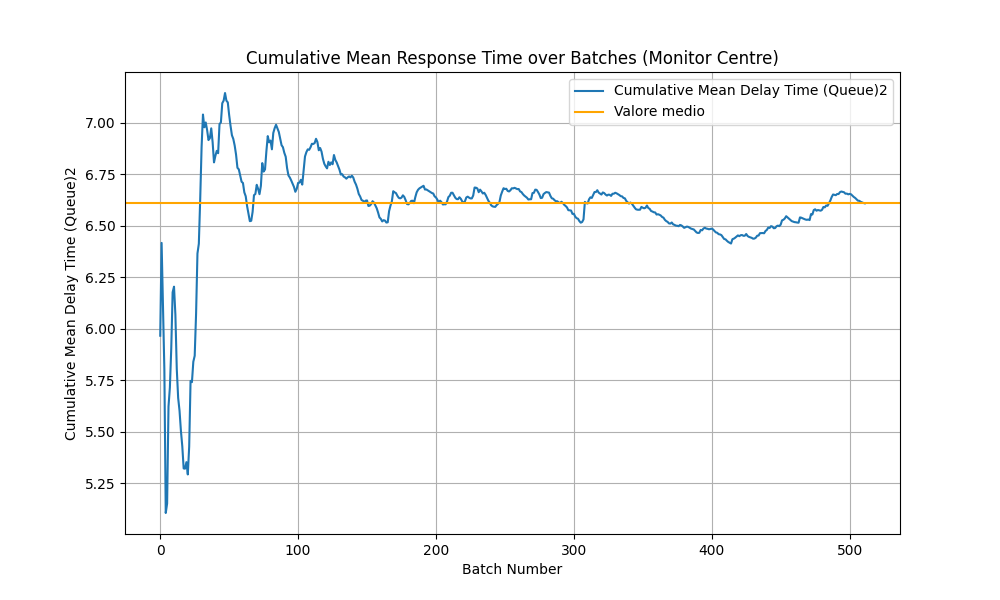 Cumulative Mean Response Time over Batches (Monitor Centre)
Cumulative Mean Delay Time (Queue)2
Valore medio
Cumulative Mean Delay Time (Queue)2
7.00
6.75
6.50
6.25
6.00
5.75
5.50
5.25
0 100 200 300 400 500
Batch Number